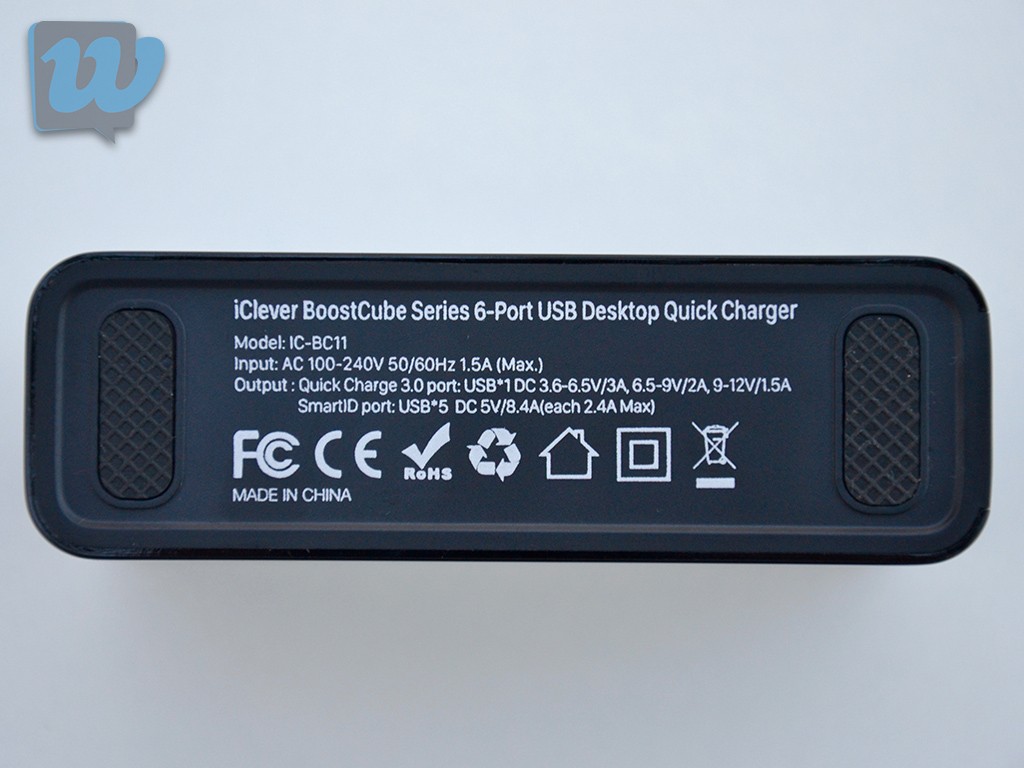 w
iClever BoostCube Series 6-Port USB Desktop Quick Charger
Model: IC-BC11
Input: AC 100-240V 50/60Hz 1.5A (Max.)
Output : Quick Charge 3.0 port: USB*1 DC 3.6-6.5V/3A, 6.5-9V/2A, 9-12V/1.5A
SmartID port: USB*5 DC 5V/8.4A(each 2.4A Max)
FC CE RoHS
MADE IN CHINA